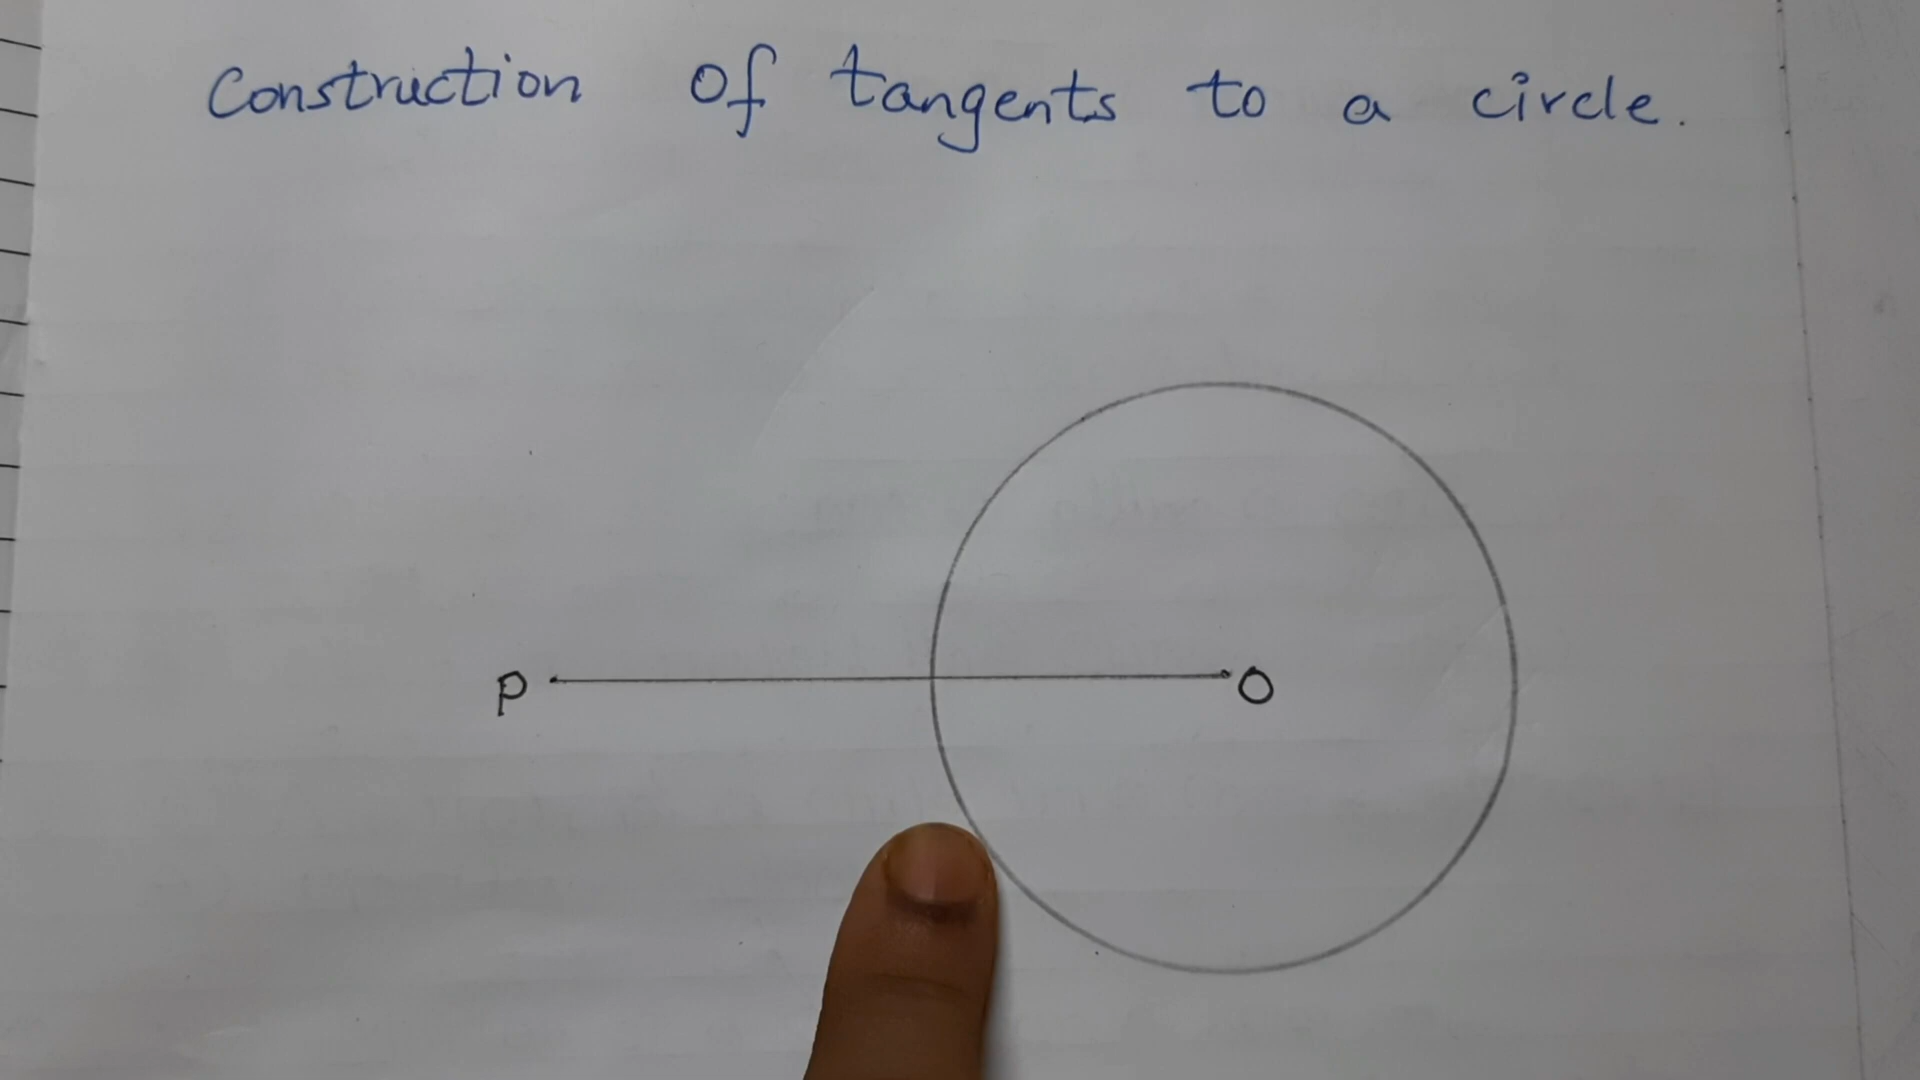 Construction of tangents to a circle.
P O